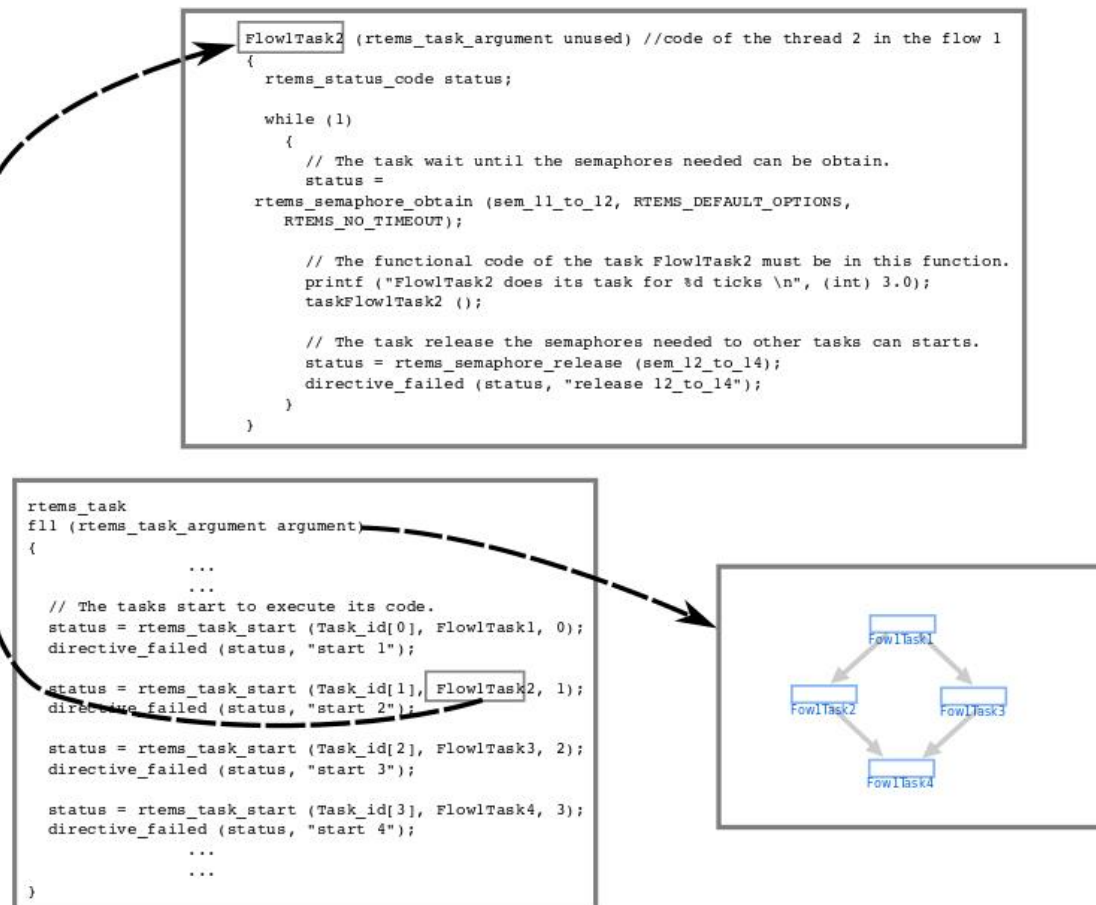 Flow1Task2 (rtems_task_argument unused) //code of the thread 2 in the flow 1
{
rtems_status_code status;
while (1)
{
// The task wait until the semaphores needed can be obtain.
status =
rtems_semaphore_obtain (sem_11_to_12, RTEMS_DEFAULT_OPTIONS,
RTEMS_NO_TIMEOUT);
// The functional code of the task Flow1Task2 must be in this function.
printf ("Flow1Task2 does its task for %d ticks \n", (int) 3.0);
taskFlow1Task2 ();
// The task release the semaphores needed to other tasks can starts.
status = rtems_semaphore_release (sem_12_to_14);
directive_failed (status, "release 12_to_14");
}
}
rtems_task
fl1 (rtems_task_argument argument)
{
...
...
// The tasks start to execute its code.
status = rtems_task_start (Task_id[0], Flow1Task1, 0);
directive_failed (status, "start 1");
status = rtems_task_start (Task_id[1], Flow1Task2, 1);
directive_failed (status, "start 2");
status = rtems_task_start (Task_id[2], Flow1Task3, 2);
directive_failed (status, "start 3");
status = rtems_task_start (Task_id[3], Flow1Task4, 3);
directive_failed (status, "start 4");
...
...
}
Fow1Task1
Fow1Task2
Fow1Task3
Fow1Task4